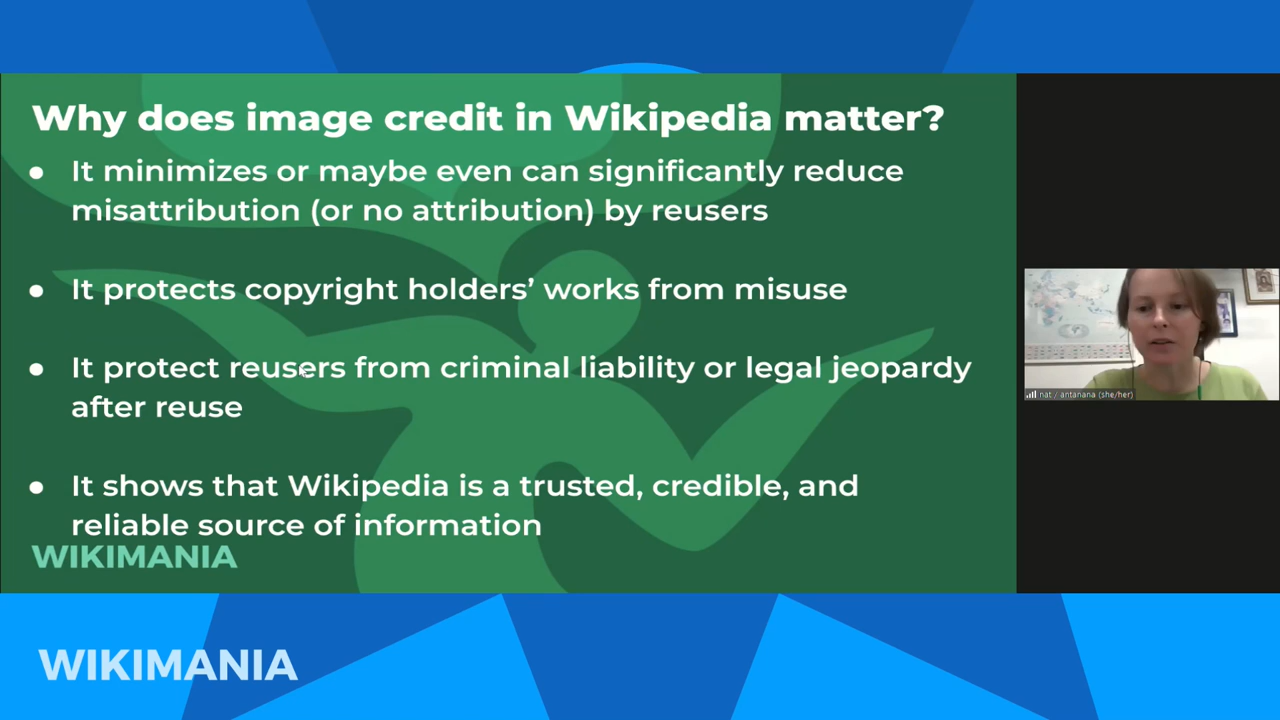 Why does image credit in Wikipedia matter?
● It minimizes or maybe even can significantly reduce
misattribution (or no attribution) by reusers
● It protects copyright holders’ works from misuse
● It protect reusers from criminal liability or legal jeopardy
after reuse
● It shows that Wikipedia is a trusted, credible, and
reliable source of information
WIKIMANIA
nat / antanana (she/her)
WIKIMANIA